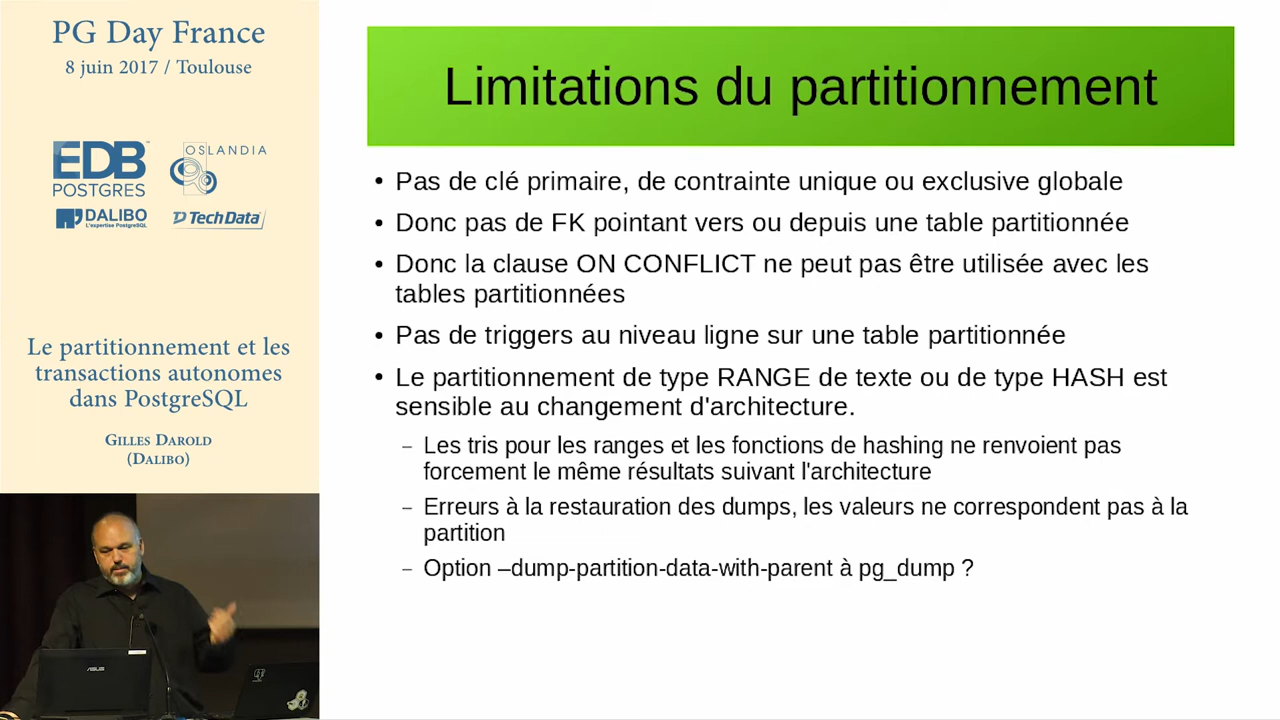 PG Day France
8 juin 2017 / Toulouse
EDB
POSTGRES
OSLANDIA
DALIBO
L'expertise PostgreSQL
TechData
Le partitionnement et les
transactions autonomes
dans PostgreSQL
Gilles Darold
(Dalibo)
ASUS
Limitations du partitionnement
• Pas de clé primaire, de contrainte unique ou exclusive globale
• Donc pas de FK pointant vers ou depuis une table partitionnée
• Donc la clause ON CONFLICT ne peut pas être utilisée avec les
tables partitionnées
• Pas de triggers au niveau ligne sur une table partitionnée
• Le partitionnement de type RANGE de texte ou de type HASH est
sensible au changement d'architecture.
– Les tris pour les ranges et les fonctions de hashing ne renvoient pas
forcement le même résultats suivant l'architecture
– Erreurs à la restauration des dumps, les valeurs ne correspondent pas à la
partition
– Option –dump-partition-data-with-parent à pg_dump ?